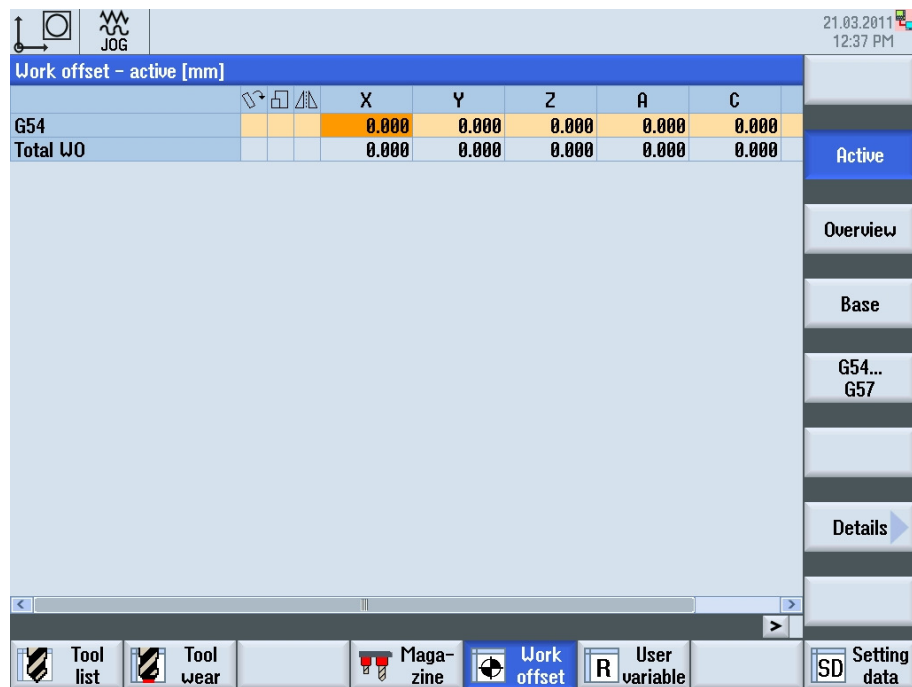 JOG
21.03.2011
12:37 PM
Work offset - active [mm]
X Y Z A C
G54 0.000 0.000 0.000 0.000 0.000
Total WO 0.000 0.000 0.000 0.000 0.000
Active
Overview
Base
G54...
G57
Details
>
Tool
list
Tool
wear
Maga-
zine
Work
offset
R User
variable
SD Setting
data